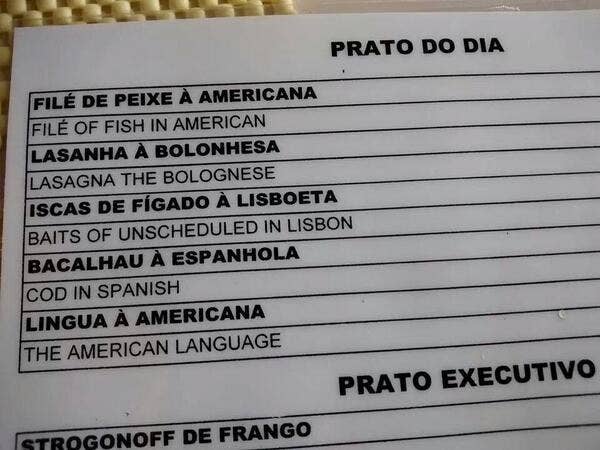 PRATO DO DIA
FILÉ DE PEIXE À AMERICANA
FILÉ OF FISH IN AMERICAN
LASANHA À BOLONHESA
LASAGNA THE BOLOGNESE
ISCAS DE FÍGADO À LISBOETA
BAITS OF UNSCHEDULED IN LISBON
BACALHAU À ESPANHOLA
COD IN SPANISH
LINGUA À AMERICANA
THE AMERICAN LANGUAGE
PRATO EXECUTIVO
STROGONOFF DE FRANGO